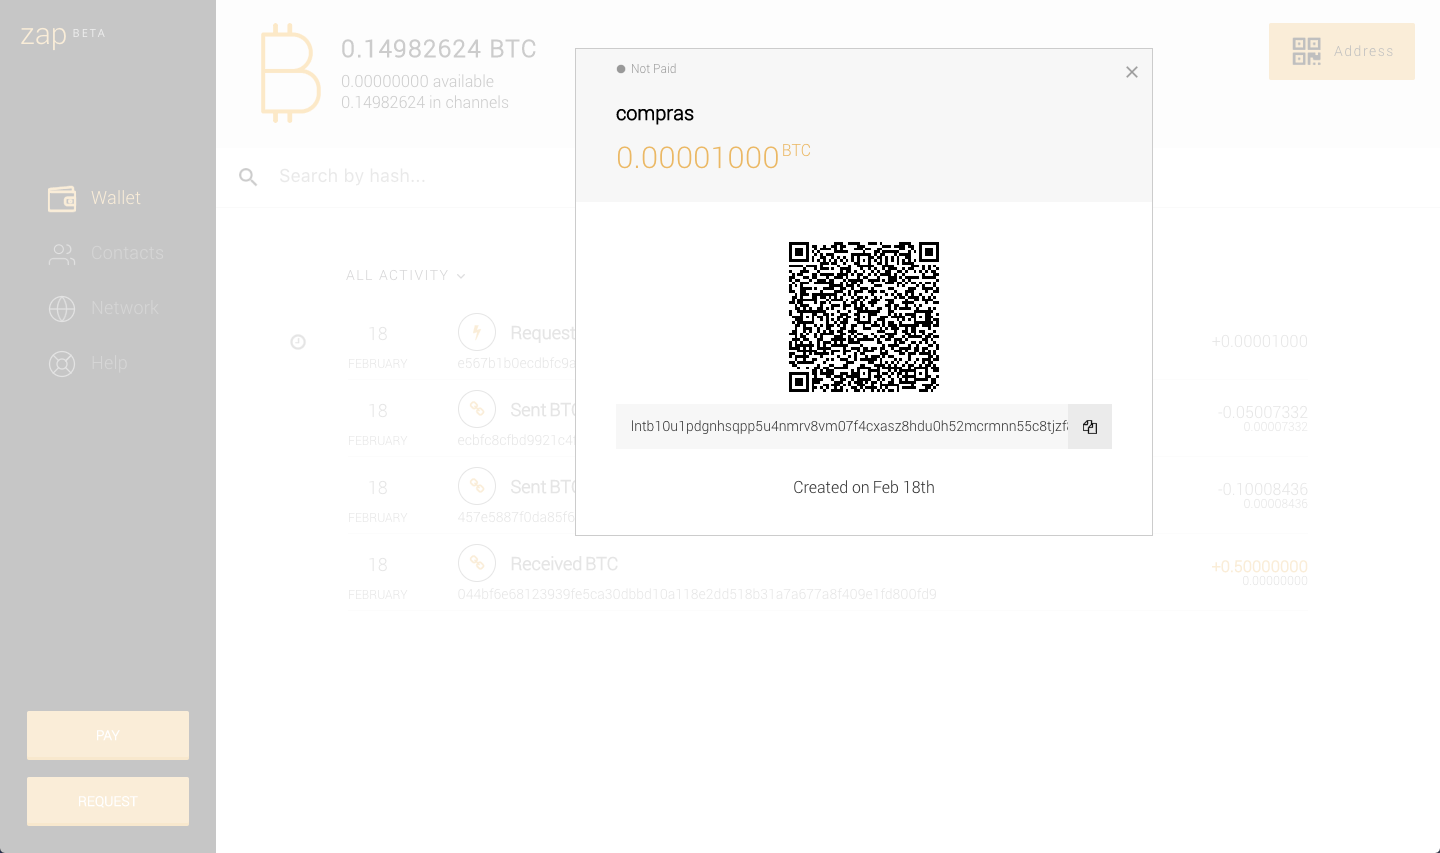 zap BETA
0.14982624 BTC
0.00000000 available
0.14982624 in channels
Address
Search by hash...
Wallet
Contacts
Network
Help
PAY
REQUEST
Not Paid
compras
0.00001000 BTC
lntb10u1pdgnhsqpp5u4nmrv8vm07f4cxasz8hdu0h52mcrmnn55c8tjzf
Created on Feb 18th
ALL ACTIVITY
18 Request +0.00001000
FEBRUARY e567b1b0ecdbfc9a
18 Sent BTC -0.05007332
FEBRUARY ecbfc8cfbd9921c4 0.00007332
18 Sent BTC -0.10008436
FEBRUARY 457e5887f0da85f6 0.00008436
18 Received BTC +0.50000000
FEBRUARY 044bf6e68123939fe5ca30dbbd10a118e2dd518b31a7a677a8f409e1fd800fd9 0.00000000